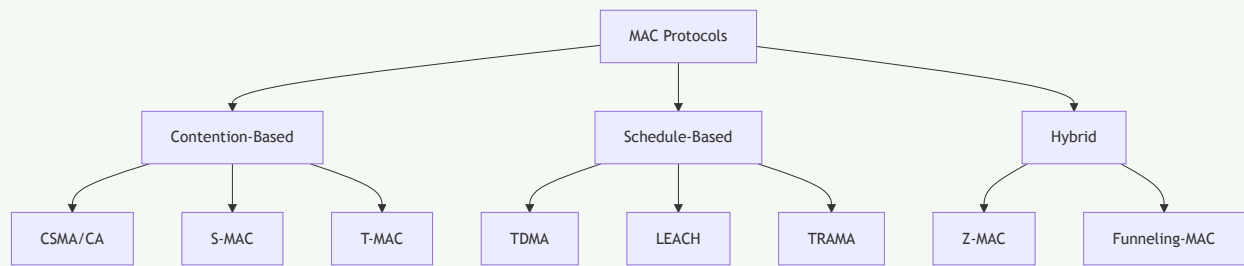 MAC Protocols
Contention-Based
Schedule-Based
Hybrid
CSMA/CA
S-MAC
T-MAC
TDMA
LEACH
TRAMA
Z-MAC
Funneling-MAC